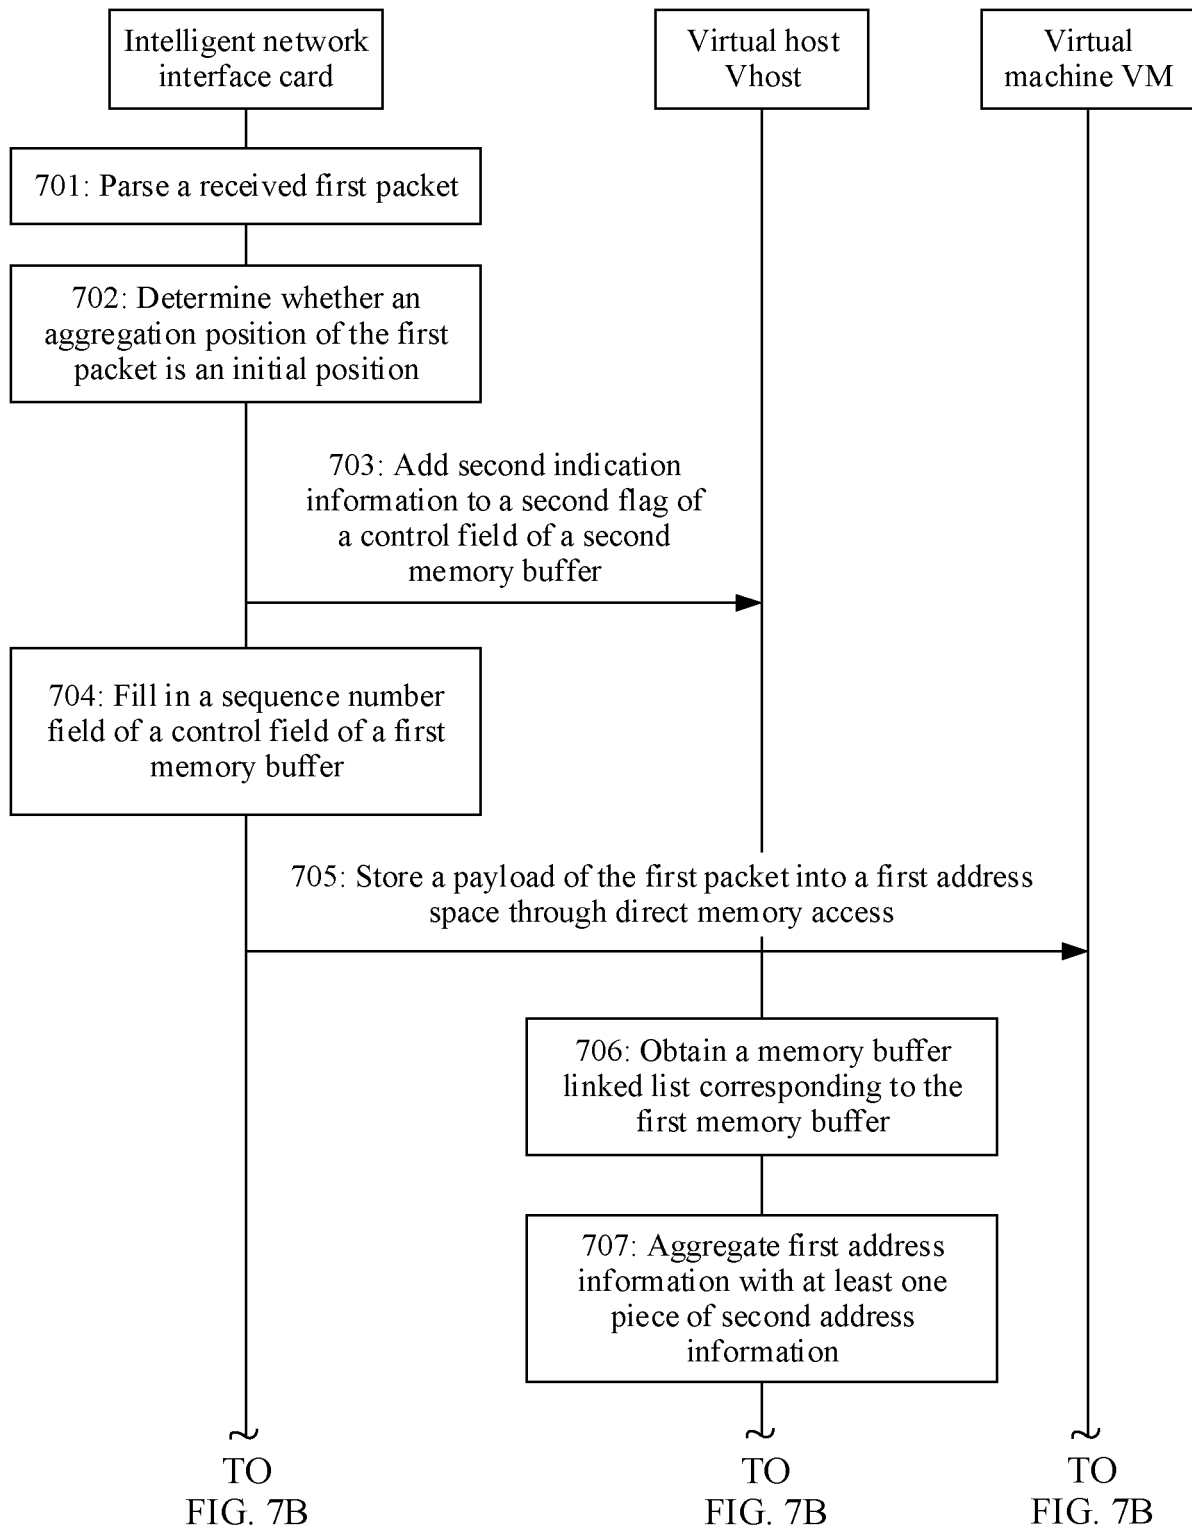 Intelligent network
interface card
Virtual host
Vhost
Virtual
machine VM
701: Parse a received first packet
702: Determine whether an
aggregation position of the first
packet is an initial position
703: Add second indication
information to a second flag of
a control field of a second
memory buffer
704: Fill in a sequence number
field of a control field of a first
memory buffer
705: Store a payload of the first packet into a first address
space through direct memory access
706: Obtain a memory buffer
linked list corresponding to the
first memory buffer
707: Aggregate first address
information with at least one
piece of second address
information
TO
FIG. 7B
TO
FIG. 7B
TO
FIG. 7B